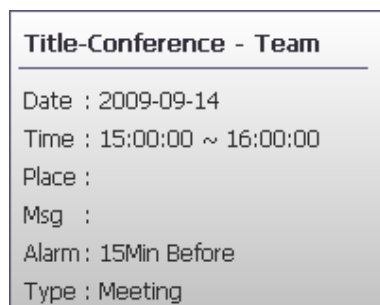 Title-Conference - Team
Date : 2009-09-14
Time : 15:00:00 ~ 16:00:00
Place :
Msg :
Alarm : 15Min Before
Type : Meeting